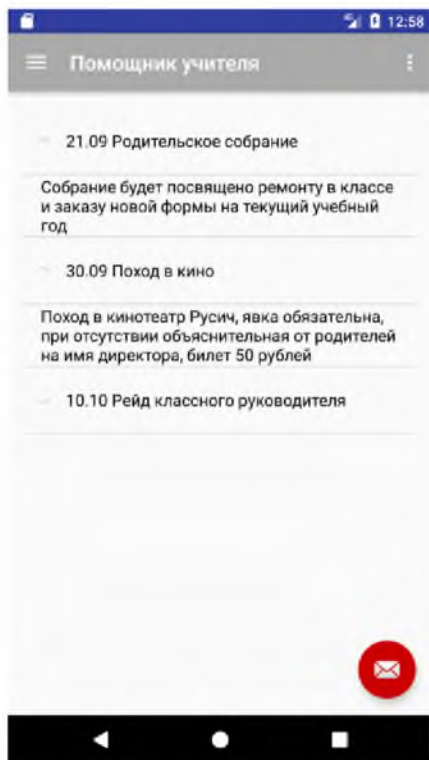 12:58
Помощник учителя
21.09 Родительское собрание
Собрание будет посвящено ремонту в классе
и заказу новой формы на текущий учебный
год
30.09 Поход в кино
Поход в кинотеатр Русич, явка обязательна,
при отсутствии объяснительная от родителей
на имя директора, билет 50 рублей
10.10 Рейд классного руководителя